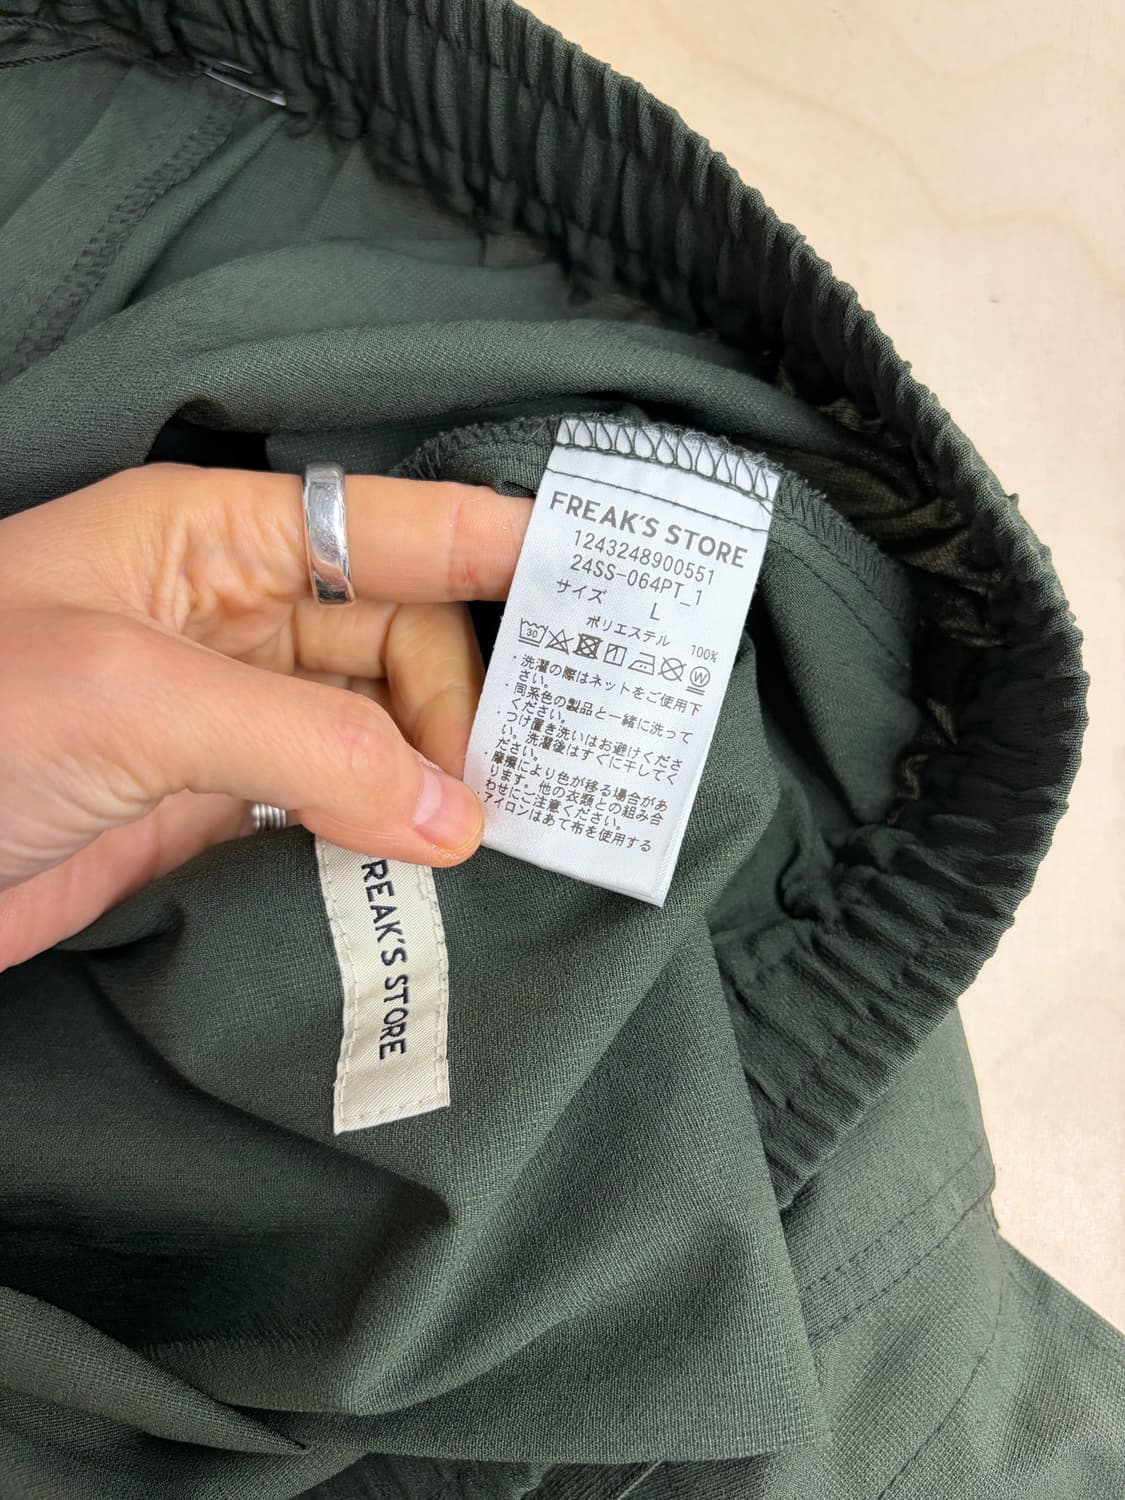 FREAK'S STORE
1243248900551
24SS-064PT_1
サイズ L
ポリエステル 100%
30
W
・洗濯の際はネットをご使用下
さい。
同系色の製品と一緒に洗って
ください。
・つけ置き洗いはお避けくださ
い。洗濯後はすぐに干してく
ださい。
・摩擦により色が移る場合があ
ります。他の衣類との組み合
わせにご注意ください。
・アイロンはあて布を使用する
REAK'S STORE